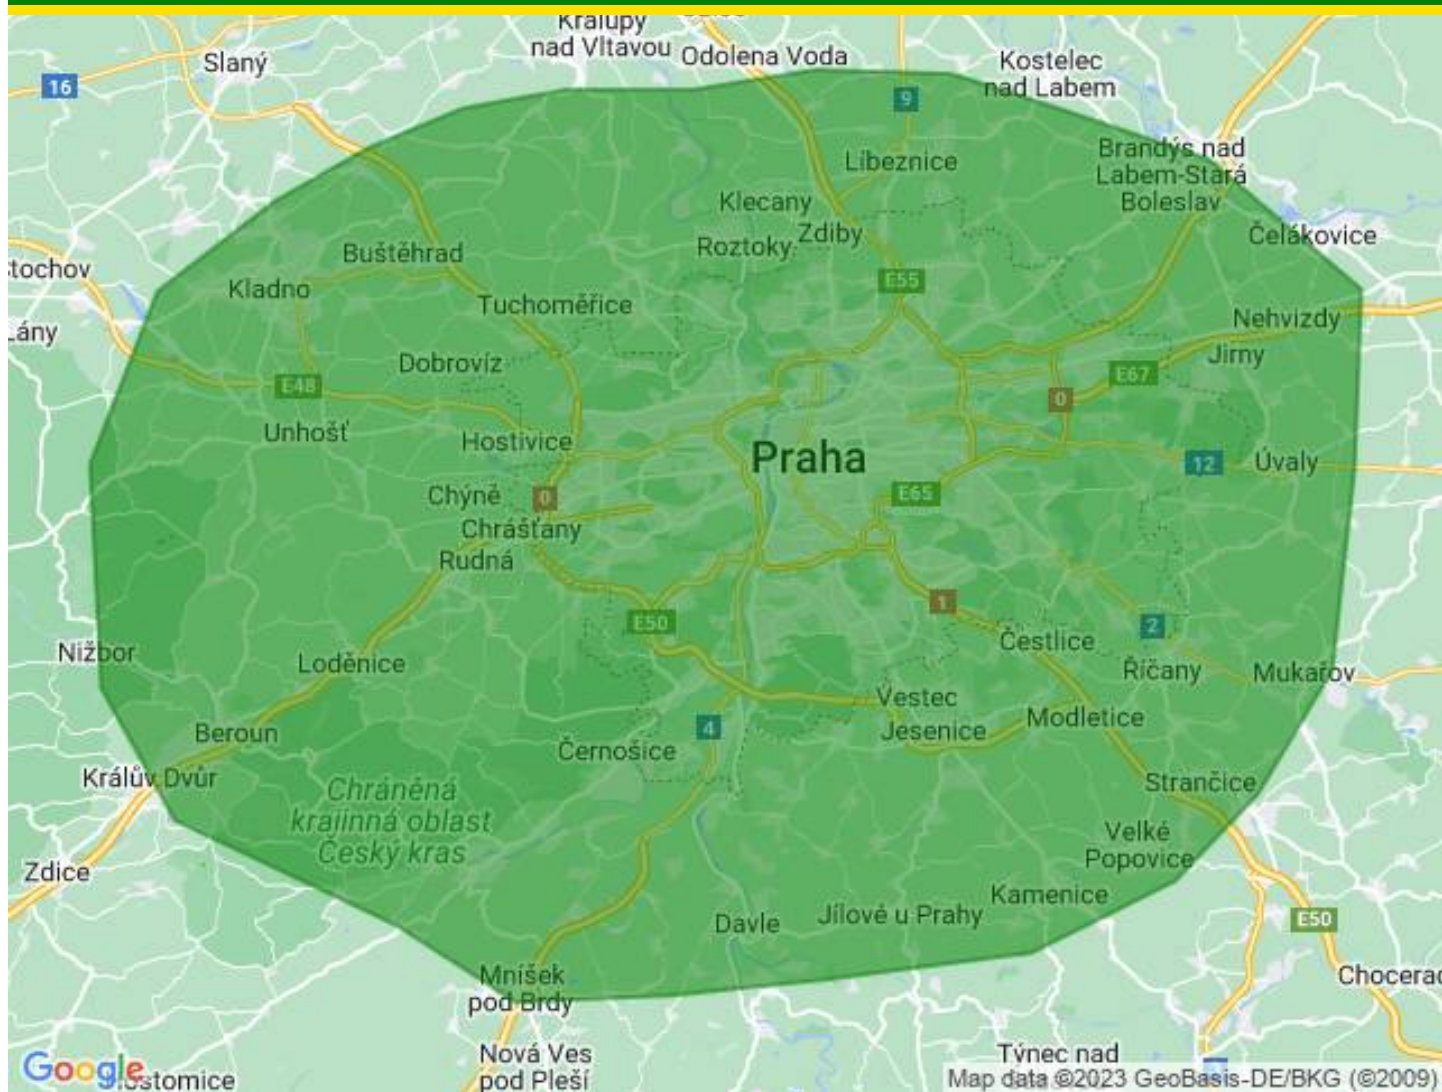 Kralupy
nad Vltavou
Odolena Voda
Slaný
Kostelec
nad Labem
16
9
Líbeznice
Brandýs nad
Labem-Stará
Boleslav
Klecany
Zdiby
Roztoky
Čelákovice
Buštěhrad
tochov
Kladno
E55
Tuchoměřice
Nehvizdy
Lány
Jirny
Dobrovíz
E67
E48
0
Unhošť
Hostivice
Praha
12
Úvaly
Chýně
0
E65
Chrášťany
Rudná
1
E50
2
Čestlice
Nižbor
Loděnice
Říčany
Mukařov
Vestec
Modletice
Beroun
4
Jesenice
Černošice
Králův Dvůr
Strančice
Chráněná
krajinná oblast
Český kras
Velké
Popovice
Zdice
Kamenice
Jílové u Prahy
Davle
E50
Mníšek
pod Brdy
Chocerad
Nová Ves
pod Pleší
Týnec nad
Google
stomice
Map data ©2023 GeoBasis-DE/BKG (©2009)